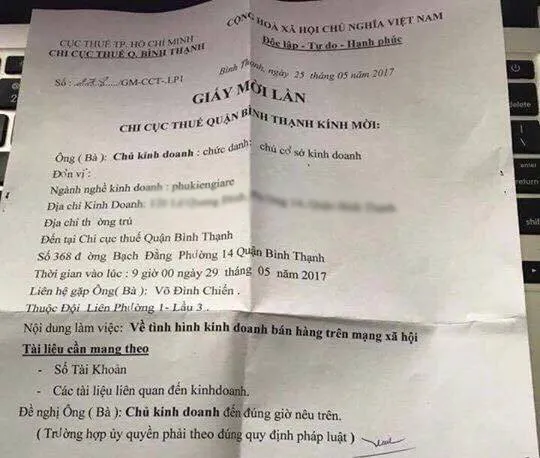 CỘNG HOÀ XÃ HỘI CHỦ NGHĨA VIỆT NAM
Độc lập - Tự do - Hạnh phúc
CỤC THUẾ TP. HỒ CHÍ MINH
CHI CỤC THUẾ Q. BÌNH THẠNH
Số : /GM-CCT-.LP1
Bình Thạnh, ngày 25 tháng 05 năm 2017
GIẤY MỜI LẦN
CHI CỤC THUẾ QUẬN BÌNH THẠNH KÍNH MỜI:
Ông (Bà ): Chủ kinh doanh : chức danh: chủ cơ sở kinh doanh
Đơn vị :
Ngành nghề kinh doanh : phukiengiare
Địa chỉ Kinh Doanh:
Địa chỉ th ờng trú
Đến tại Chi cục thuế Quận Bình Thạnh
Số 368 đ ờng Bạch Đằng Phường 14 Quận Bình Thạnh
Thời gian vào lúc : 9 giờ 00 ngày 29 tháng 05 năm 2017
Liên hệ gặp Ông( Bà ): Võ Đình Chiến .
Thuộc Đội Liên Phường 1- Lầu 3 .
Nội dung làm việc: Về tình hình kinh doanh bán hàng trên mạng xã hội
Tài liệu cần mang theo
- Số Tài Khoản
- Các tài liệu liên quan đến kinhdoanh.
Đề nghị Ông ( Bà ): Chủ kinh doanh đến đúng giờ nêu trên.
( Trường hợp ủy quyền phải theo đúng quy định pháp luật )
delete
enter
return
shift